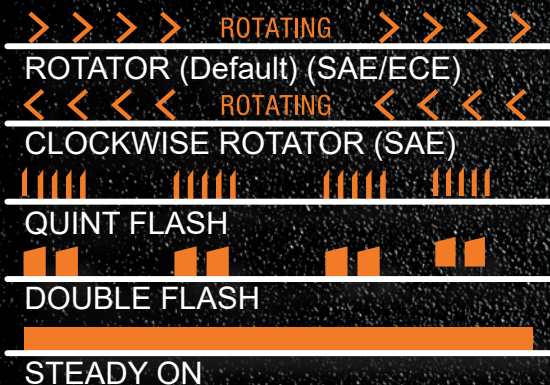 ROTATING
ROTATOR (Default) (SAE/ECE)
ROTATING
CLOCKWISE ROTATOR (SAE)
QUINT FLASH
DOUBLE FLASH
STEADY ON